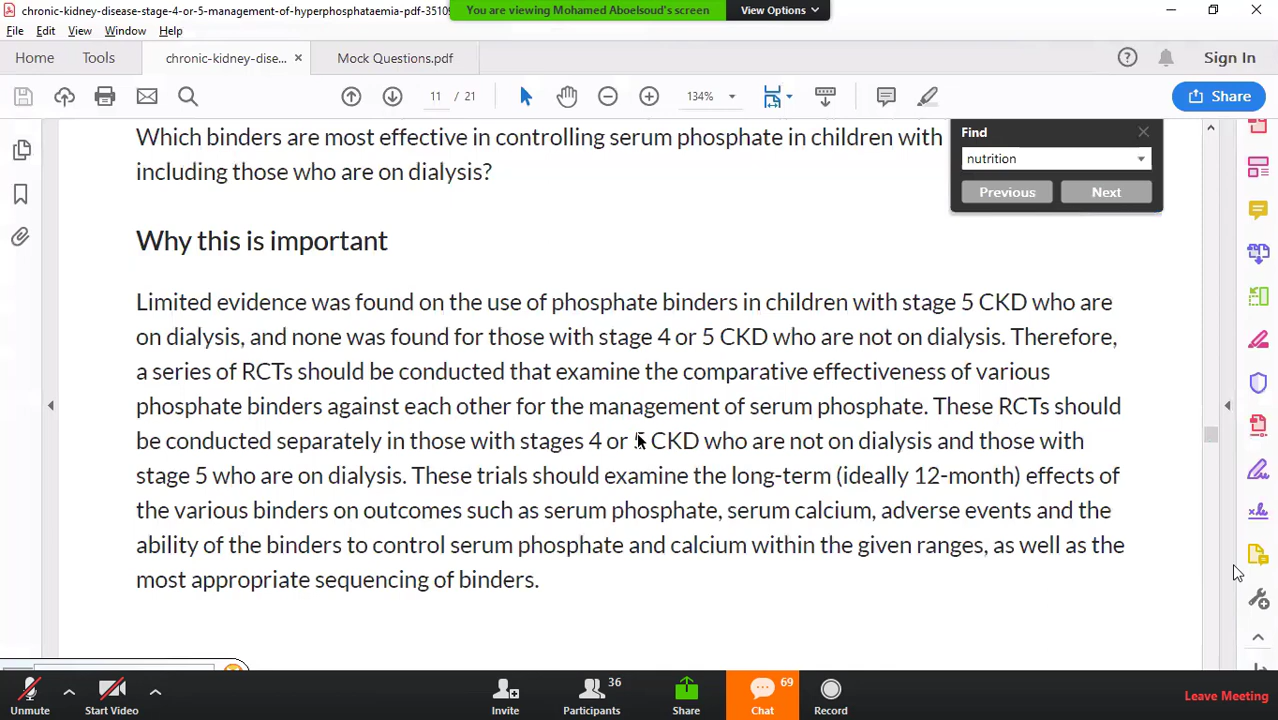 chronic-kidney-disease-stage-4-or-5-management-of-hyperphosphataemia-pdf-3510
You are viewing Mohamed Aboelsoud's screen
View Options
File Edit View Window Help
Home Tools chronic-kidney-dise... Mock Questions.pdf Sign In
11 / 21 134% Share
Which binders are most effective in controlling serum phosphate in children with
including those who are on dialysis?
Find
nutrition
Previous Next
Why this is important
Limited evidence was found on the use of phosphate binders in children with stage 5 CKD who are
on dialysis, and none was found for those with stage 4 or 5 CKD who are not on dialysis. Therefore,
a series of RCTs should be conducted that examine the comparative effectiveness of various
phosphate binders against each other for the management of serum phosphate. These RCTs should
be conducted separately in those with stages 4 or 5 CKD who are not on dialysis and those with
stage 5 who are on dialysis. These trials should examine the long-term (ideally 12-month) effects of
the various binders on outcomes such as serum phosphate, serum calcium, adverse events and the
ability of the binders to control serum phosphate and calcium within the given ranges, as well as the
most appropriate sequencing of binders.
Unmute Start Video Invite Participants 36 Share Chat 69 Record Leave Meeting